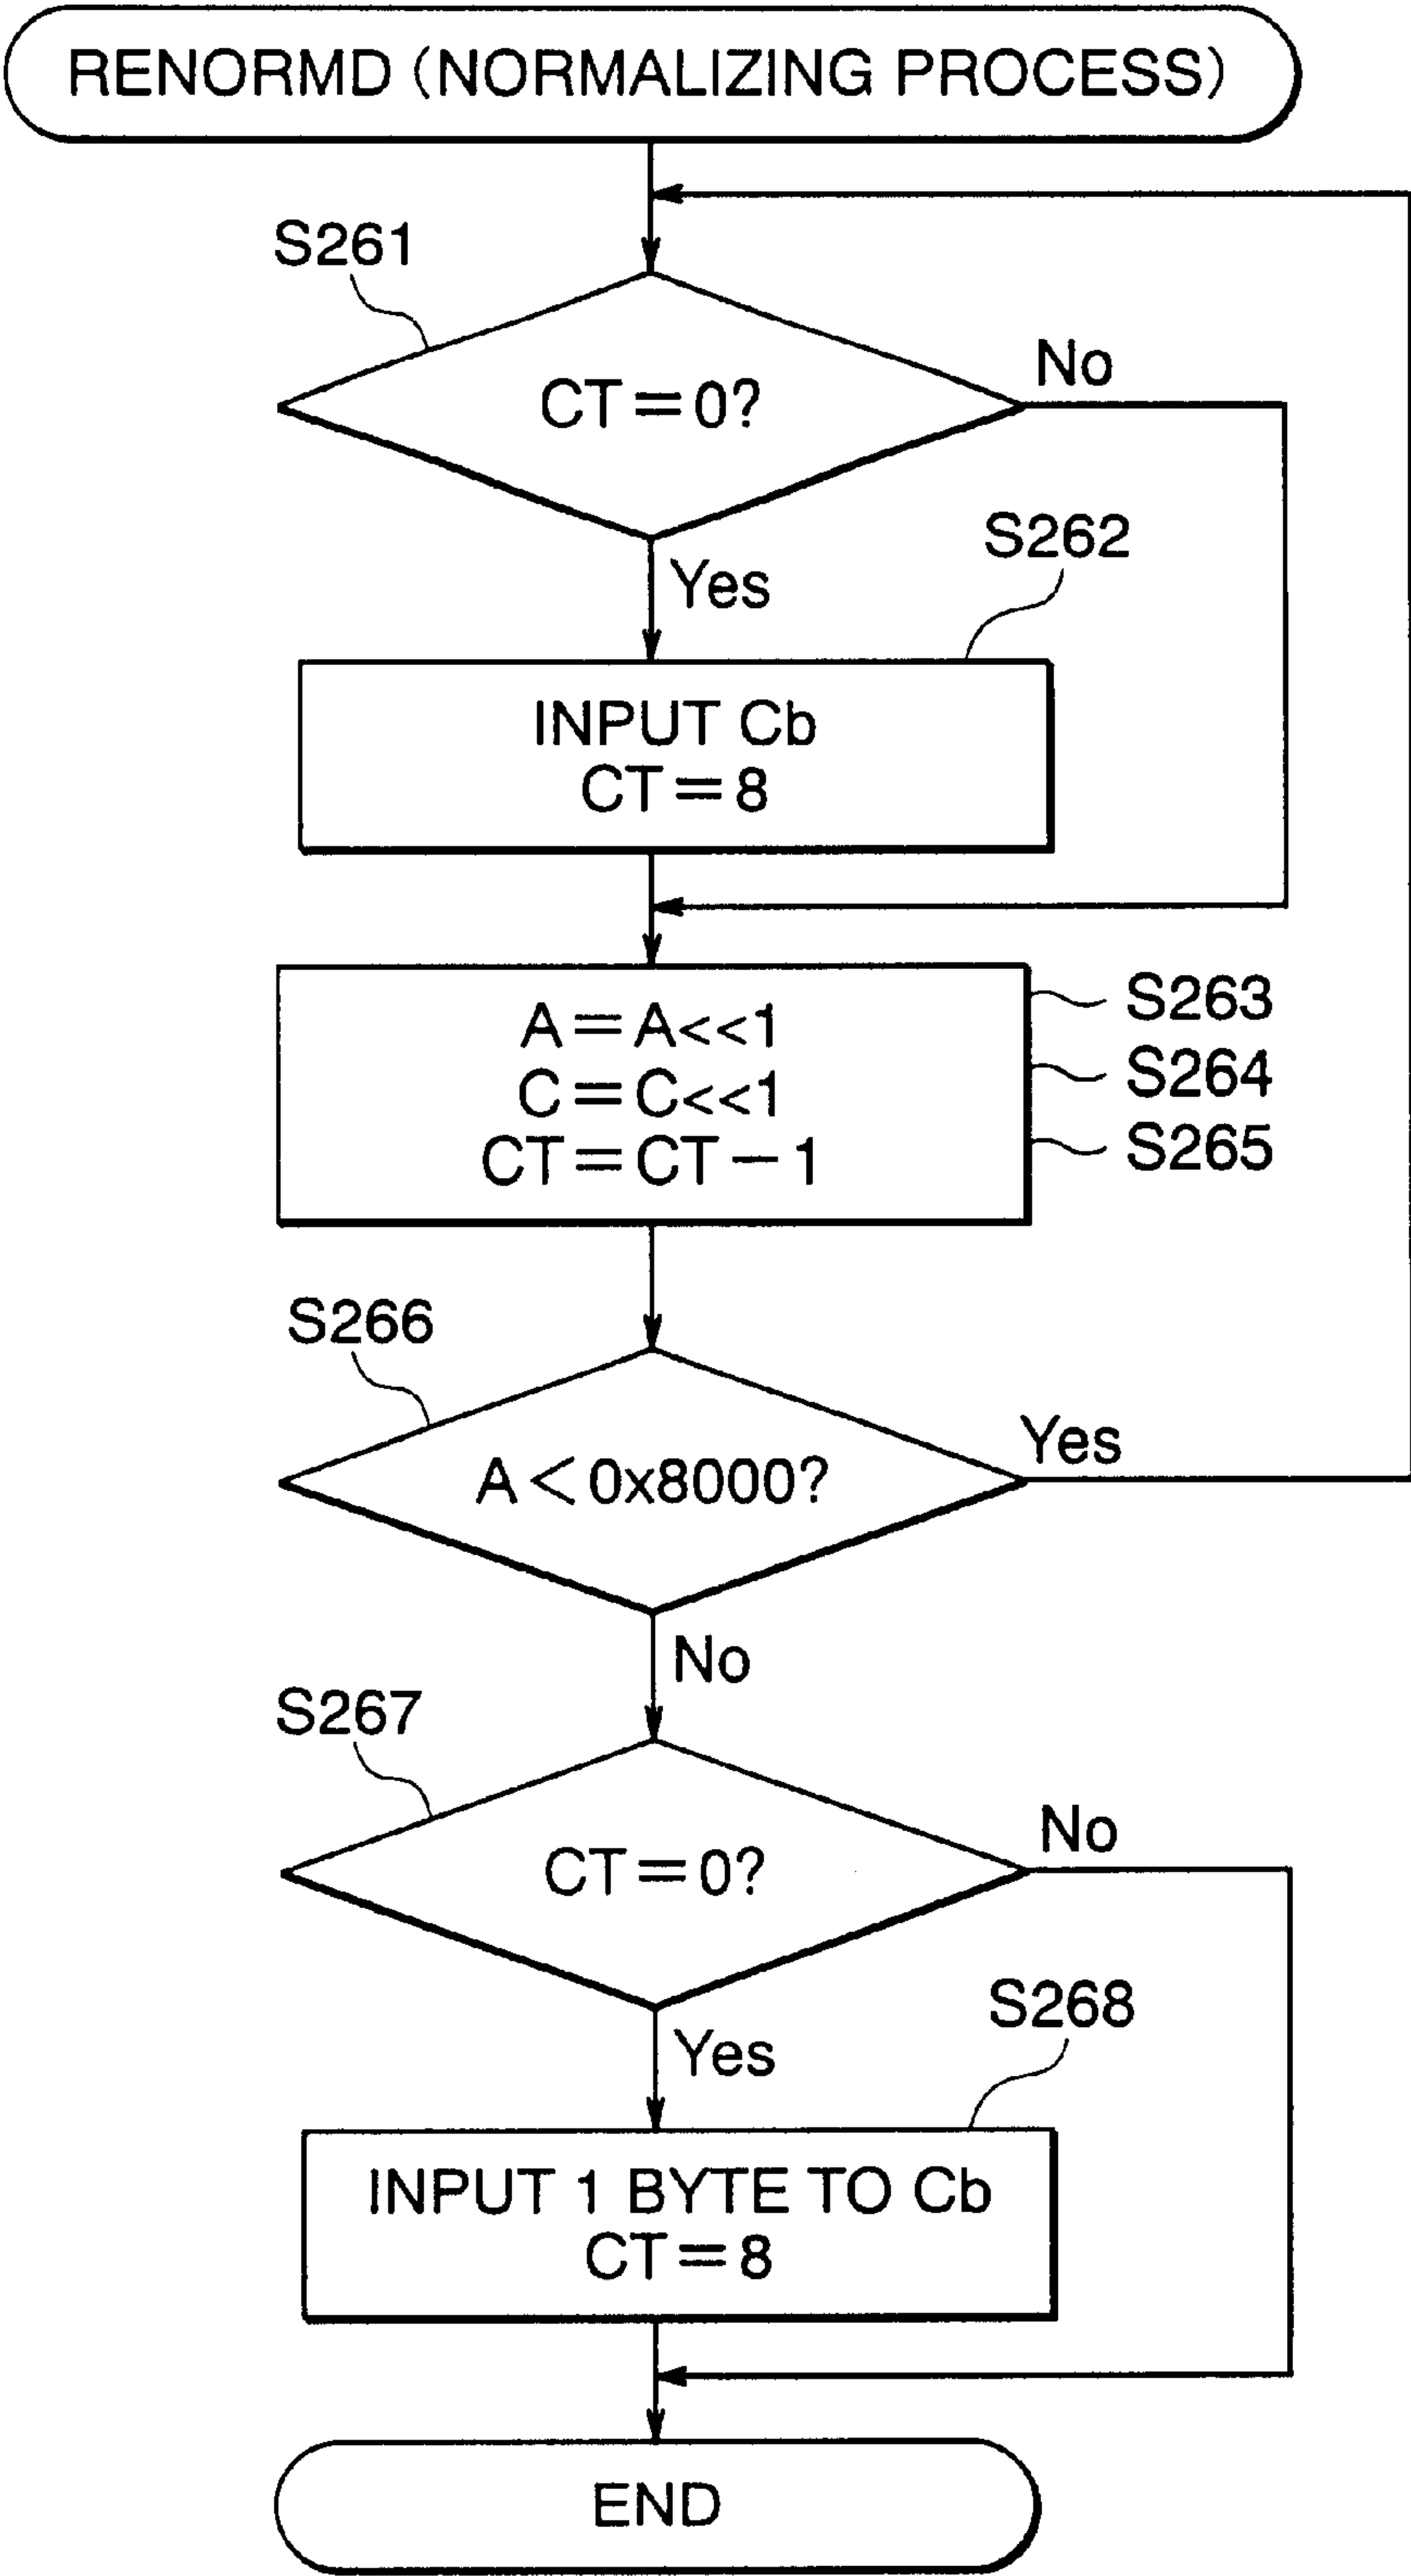 RENORMD (NORMALIZING PROCESS)
S261
CT=0?
No
Yes
S262
INPUT Cb
CT=8
A=A<<1
S263
C=C<<1
S264
CT=CT-1
S265
S266
A<0x8000?
Yes
No
S267
CT=0?
No
Yes
S268
INPUT 1 BYTE TO Cb
CT=8
END